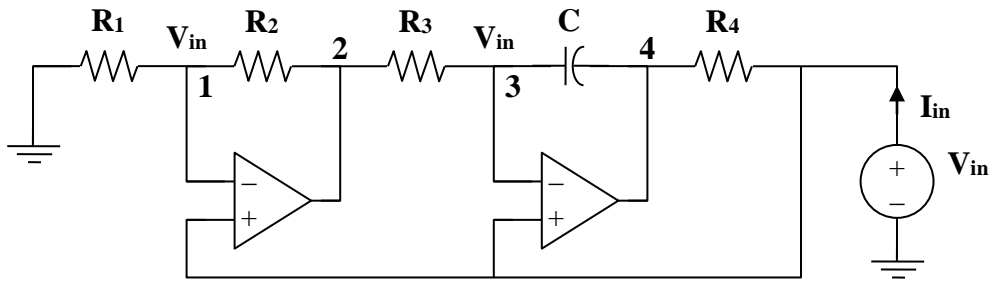 R1 Vin R2 2 R3 Vin C 4 R4
1 3
Iin
− + − + + − Vin